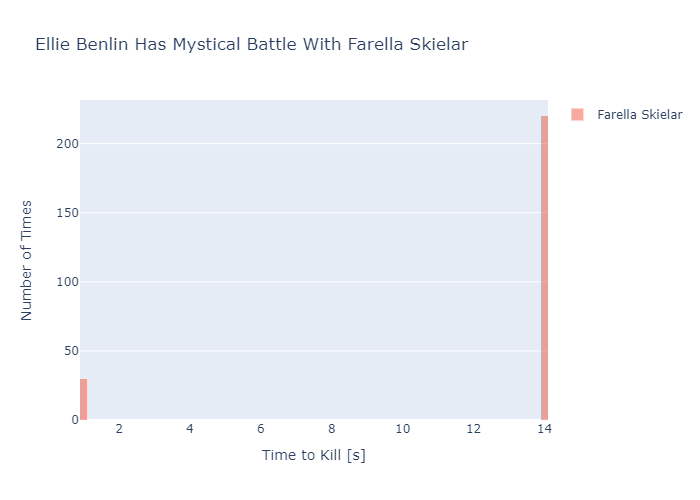 Ellie Benlin Has Mystical Battle With Farella Skielar
Farella Skielar
200
150
100
50
0
Number of Times
2 4 6 8 10 12 14
Time to Kill [s]